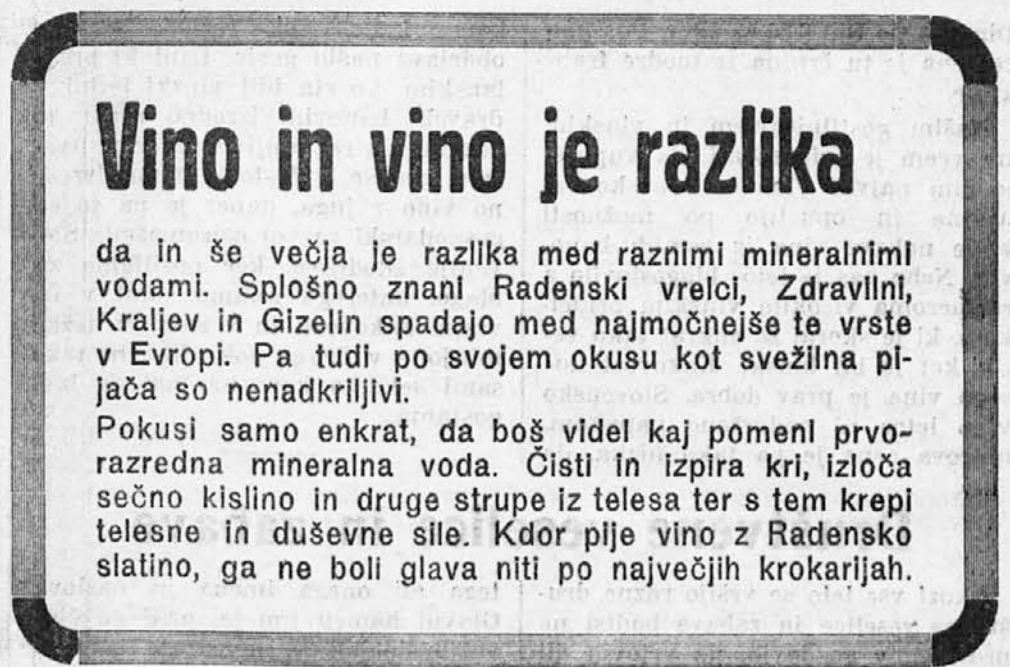 Vino in vino je razlika
da in še večja je razlika med raznimi mineralnimi
vodami. Splošno znani Radenski vrelci, Zdravilni,
Kraljev in Gizelin spadajo med najmočnejše te vrste
v Evropi. Pa tudi po svojem okusu kot svežilna pi-
jača so nenadkriljivi.
Pokusi samo enkrat, da boš videl kaj pomeni prvo-
razredna mineralna voda. Čisti in izpira kri, izloča
sečno kislino in druge strupe iz telesa ter s tem krepi
telesne in duševne sile. Kdor pije vino z Radensko
slatino, ga ne boli glava niti po največjih krokarijah.